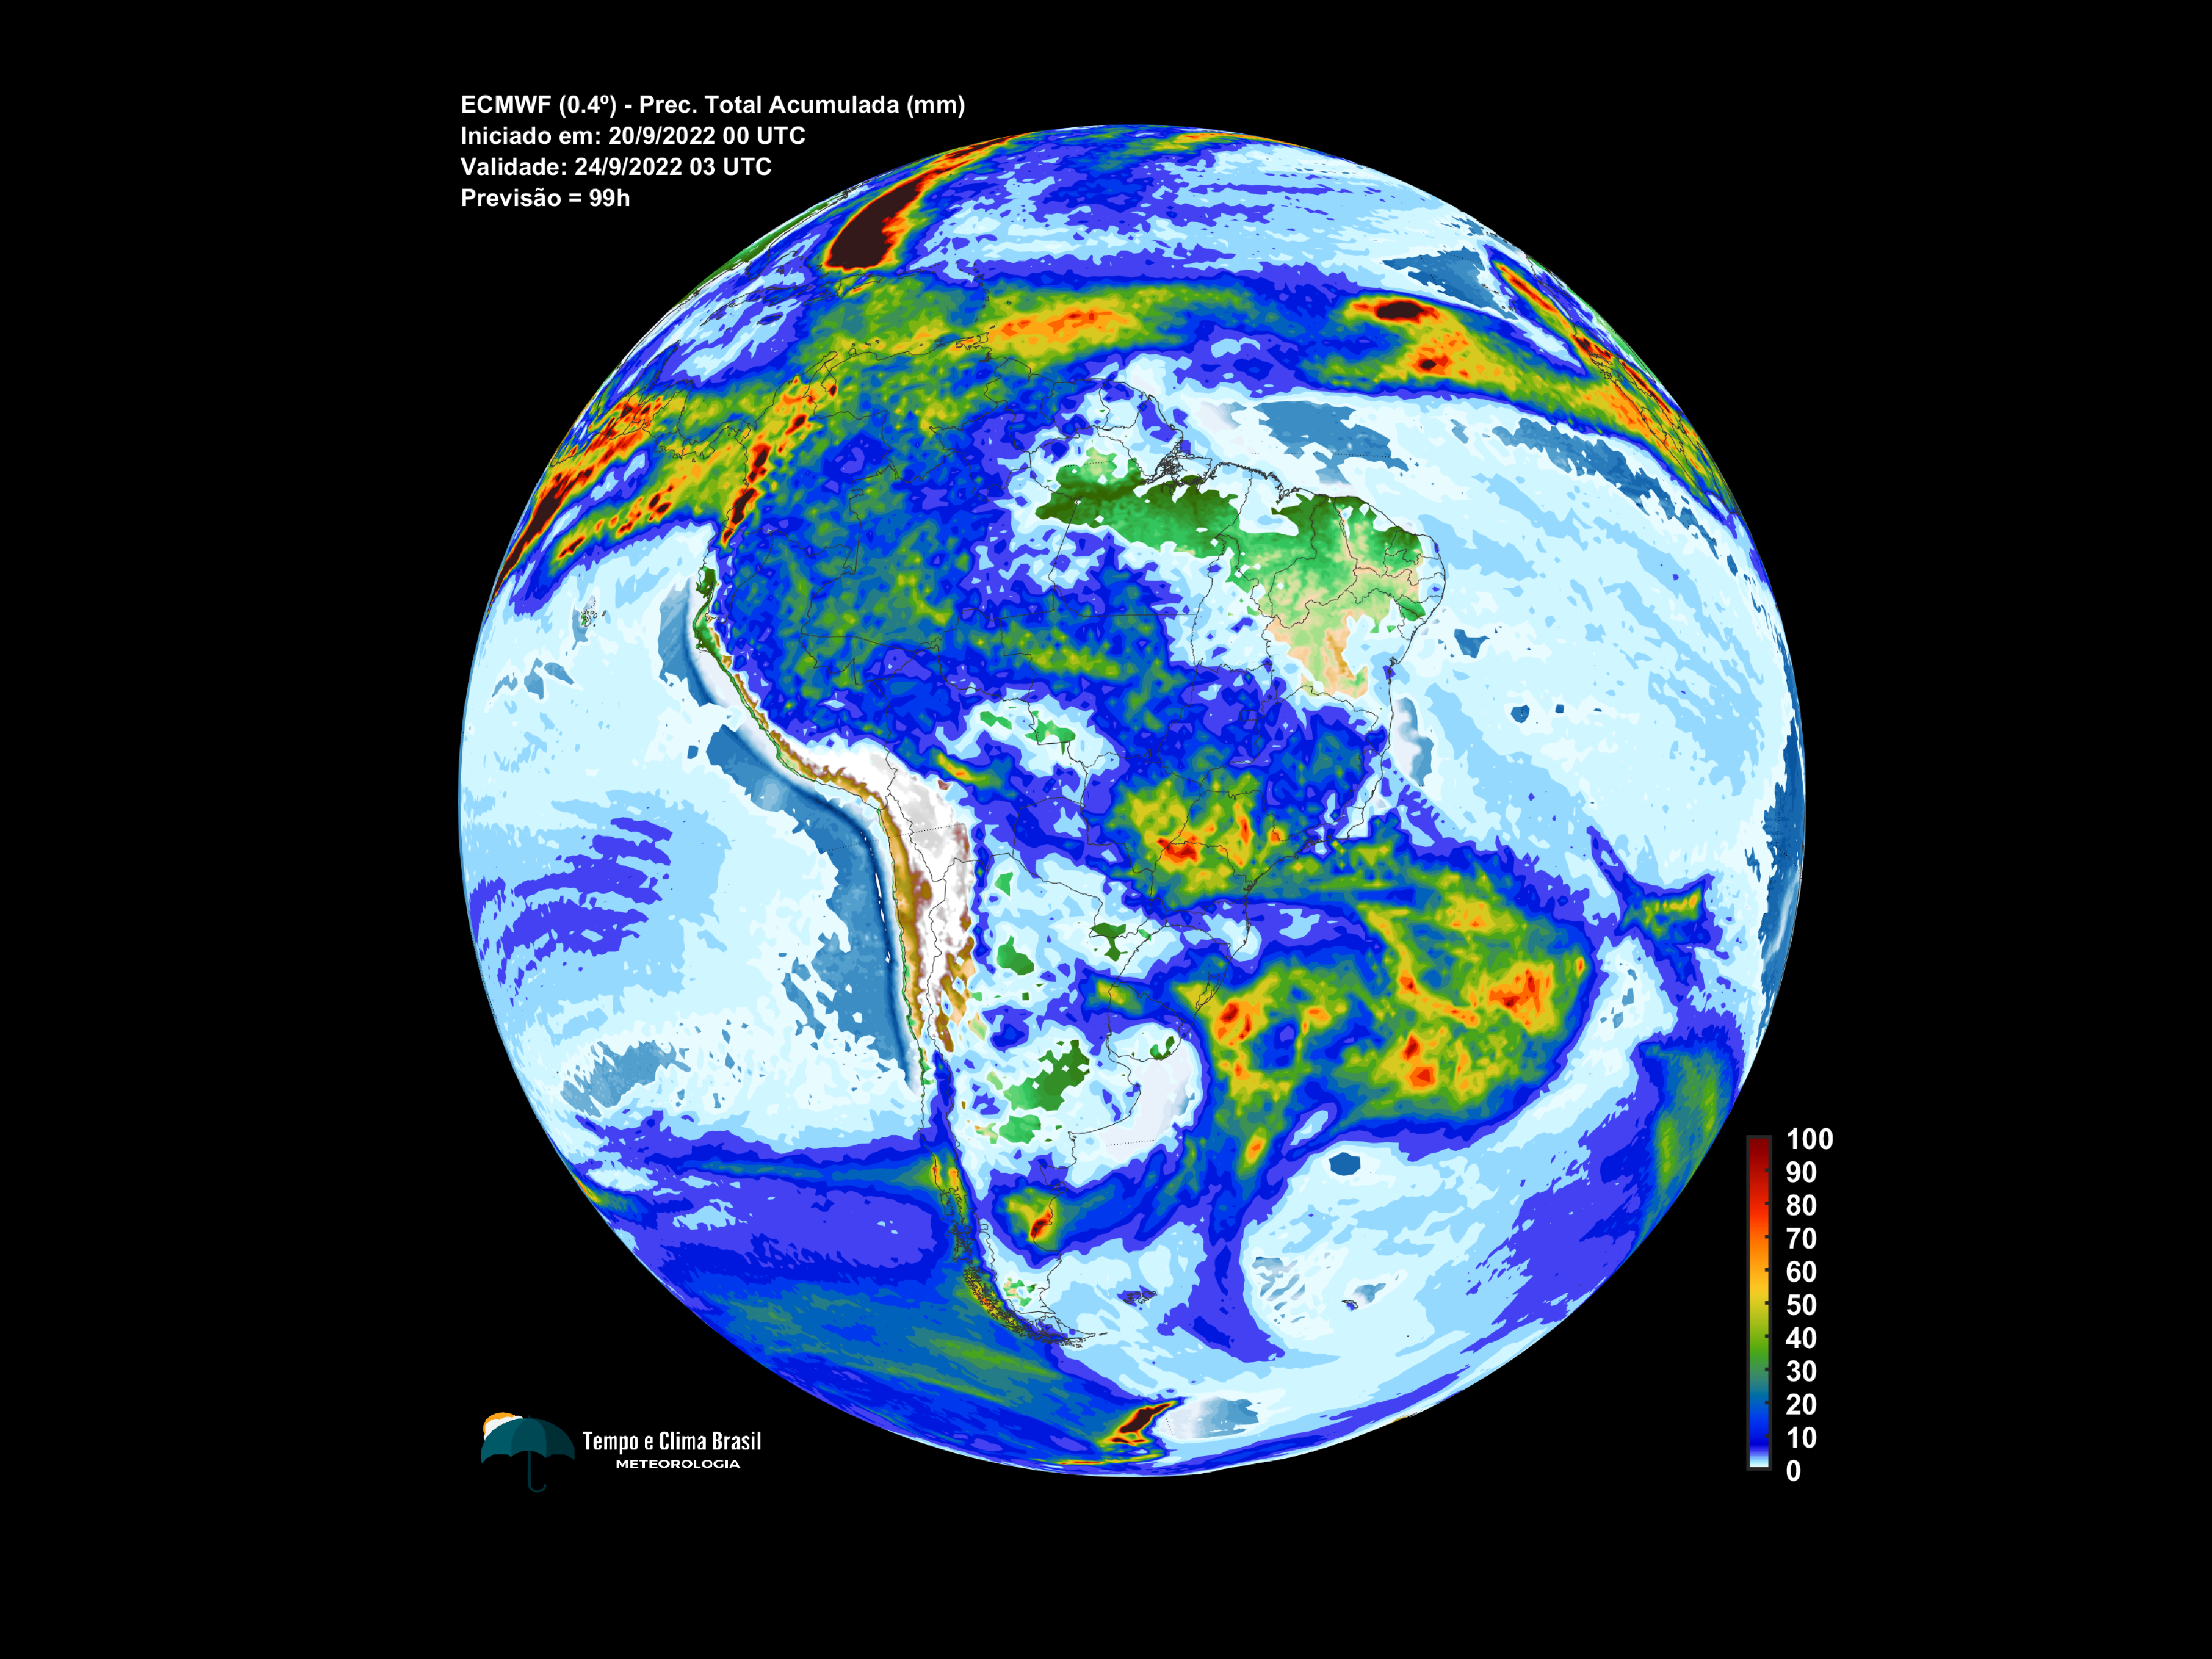 ECMWF (0.4º) - Prec. Total Acumulada (mm)
Iniciado em: 20/9/2022 00 UTC
Validade: 24/9/2022 03 UTC
Previsão = 99h
100
90
80
70
60
50
40
30
20
10
0
Tempo e Clima Brasil
METEOROLOGIA